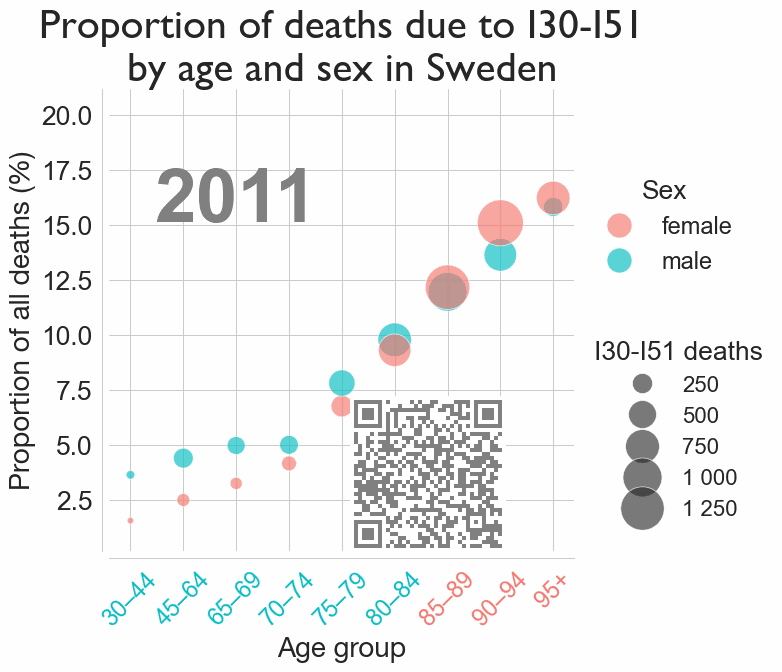 Proportion of deaths due to I30-I51
by age and sex in Sweden
20.0
17.5
15.0
12.5
10.0
7.5
5.0
2.5
Proportion of all deaths (%)
2011
30–44
45–64
65–69
70–74
75–79
80–84
85–89
90–94
95+
Age group
Sex
female
male
I30-I51 deaths
250
500
750
1 000
1 250